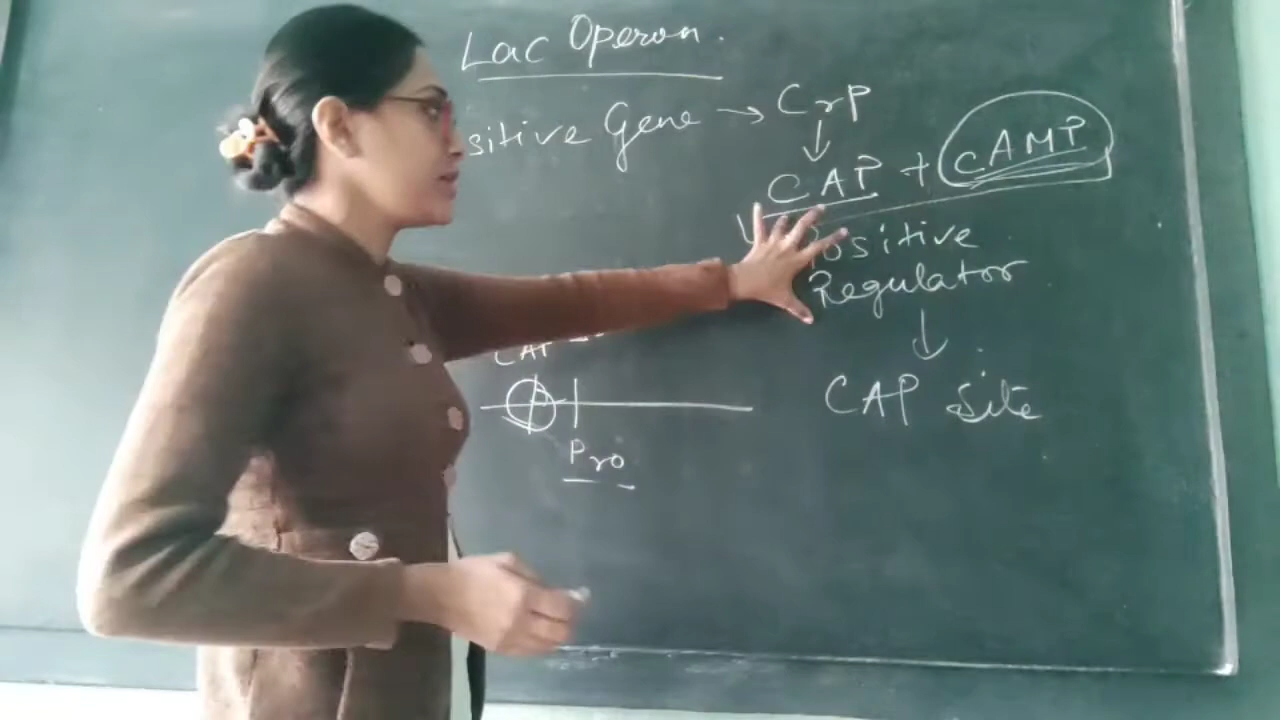 Lac Operon.
sitive Gene → CrP
↓
CAP + cAMP
ositive
Regulator
↓
CAP Site
CAP
Pro